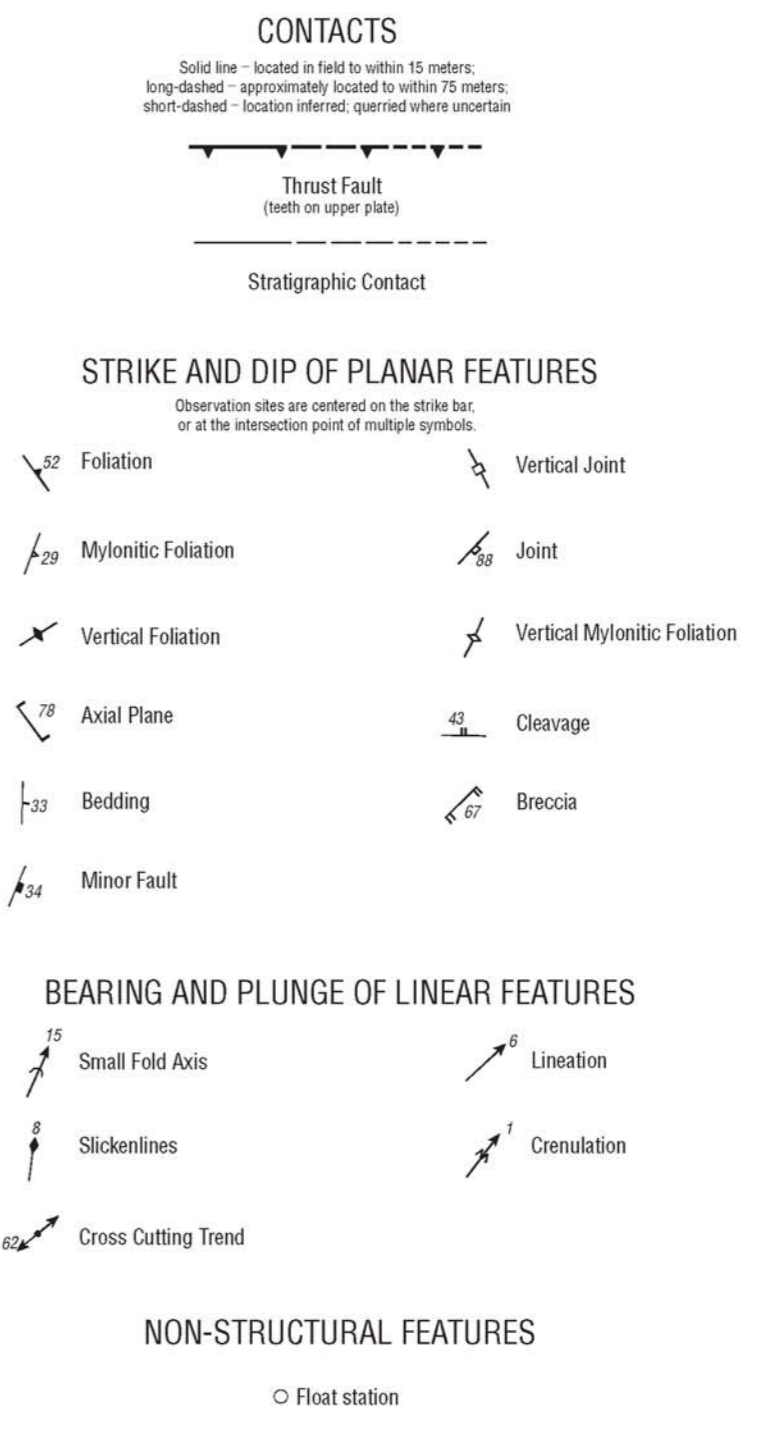 CONTACTS
Solid line – located in field to within 15 meters;
long-dashed – approximately located to within 75 meters;
short-dashed – location inferred; querried where uncertain
Thrust Fault
(teeth on upper plate)
Stratigraphic Contact
STRIKE AND DIP OF PLANAR FEATURES
Observation sites are centered on the strike bar,
or at the intersection point of multiple symbols.
52 Foliation
Vertical Joint
29 Mylonitic Foliation
88 Joint
Vertical Foliation
Vertical Mylonitic Foliation
78 Axial Plane
43 Cleavage
33 Bedding
67 Breccia
34 Minor Fault
BEARING AND PLUNGE OF LINEAR FEATURES
15 Small Fold Axis
6 Lineation
8 Slickenlines
1 Crenulation
62 Cross Cutting Trend
NON-STRUCTURAL FEATURES
Float station